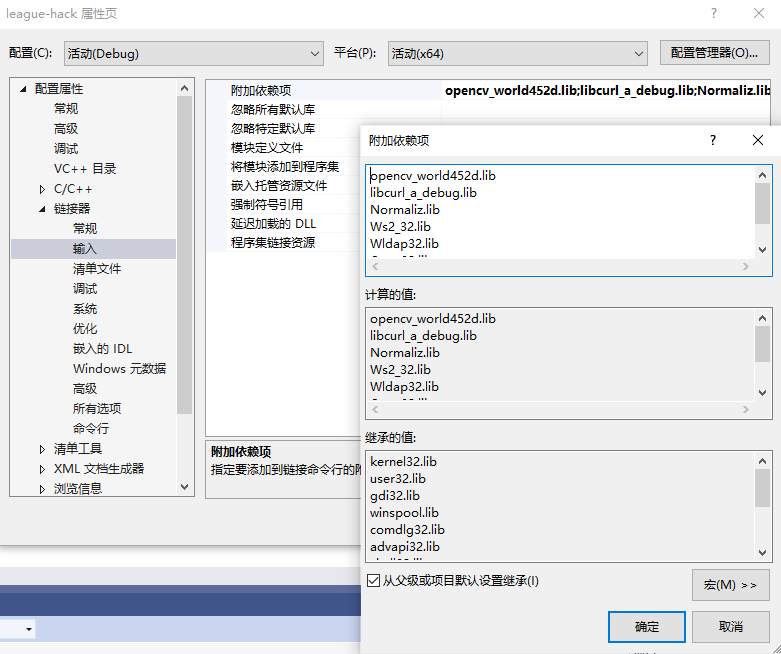 league-hack 属性页
配置(C):
活动(Debug)
平台(P):
活动(x64)
配置管理器(O)...
配置属性
常规
高级
调试
VC++ 目录
C/C++
链接器
常规
输入
清单文件
调试
系统
优化
嵌入的 IDL
Windows 元数据
高级
所有选项
命令行
清单工具
XML 文档生成器
浏览信息
附加依赖项
opencv_world452d.lib;libcurl_a_debug.lib;Normaliz.lib
忽略所有默认库
忽略特定默认库
模块定义文件
将模块添加到程序集
嵌入托管资源文件
强制符号引用
延迟加载的 DLL
程序集链接资源
附加依赖项
指定要添加到链接命令行的
附加依赖项
opencv_world452d.lib
libcurl_a_debug.lib
Normaliz.lib
Ws2_32.lib
Wldap32.lib
计算的值:
opencv_world452d.lib
libcurl_a_debug.lib
Normaliz.lib
Ws2_32.lib
Wldap32.lib
继承的值:
kernel32.lib
user32.lib
gdi32.lib
winspool.lib
comdlg32.lib
advapi32.lib
从父级或项目默认设置继承(I)
宏(M) >>
确定
取消